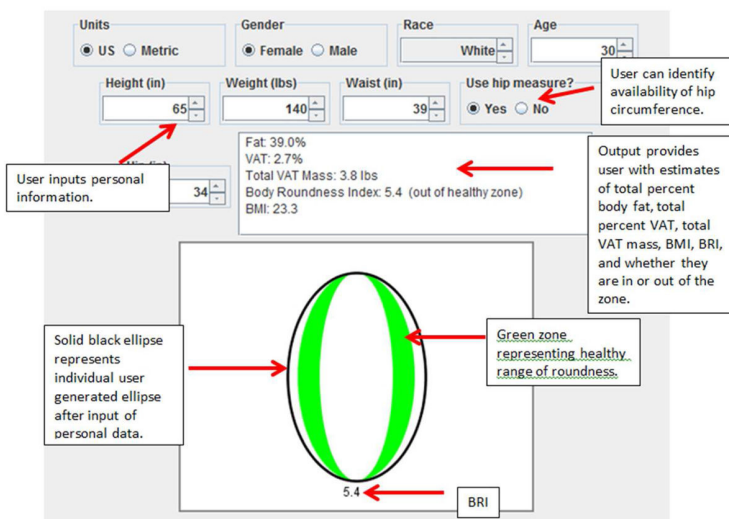 Units
Gender
Race
Age
US Metric
Female Male
White
30
Height (in)
Weight (lbs)
Waist (in)
Use hip measure?
65
140
39
Yes No
User can identify
availability of hip
circumference.
34
Fat: 39.0%
VAT: 2.7%
Total VAT Mass: 3.8 lbs
Body Roundness Index: 5.4 (out of healthy zone)
BMI: 23.3
User inputs personal
information.
Output provides
user with estimates
of total percent
body fat, total
percent VAT, total
VAT mass, BMI, BRI,
and whether they
are in or out of the
zone.
Solid black ellipse
represents
individual user
generated ellipse
after input of
personal data.
Green zone
representing healthy
range of roundness.
5.4
BRI